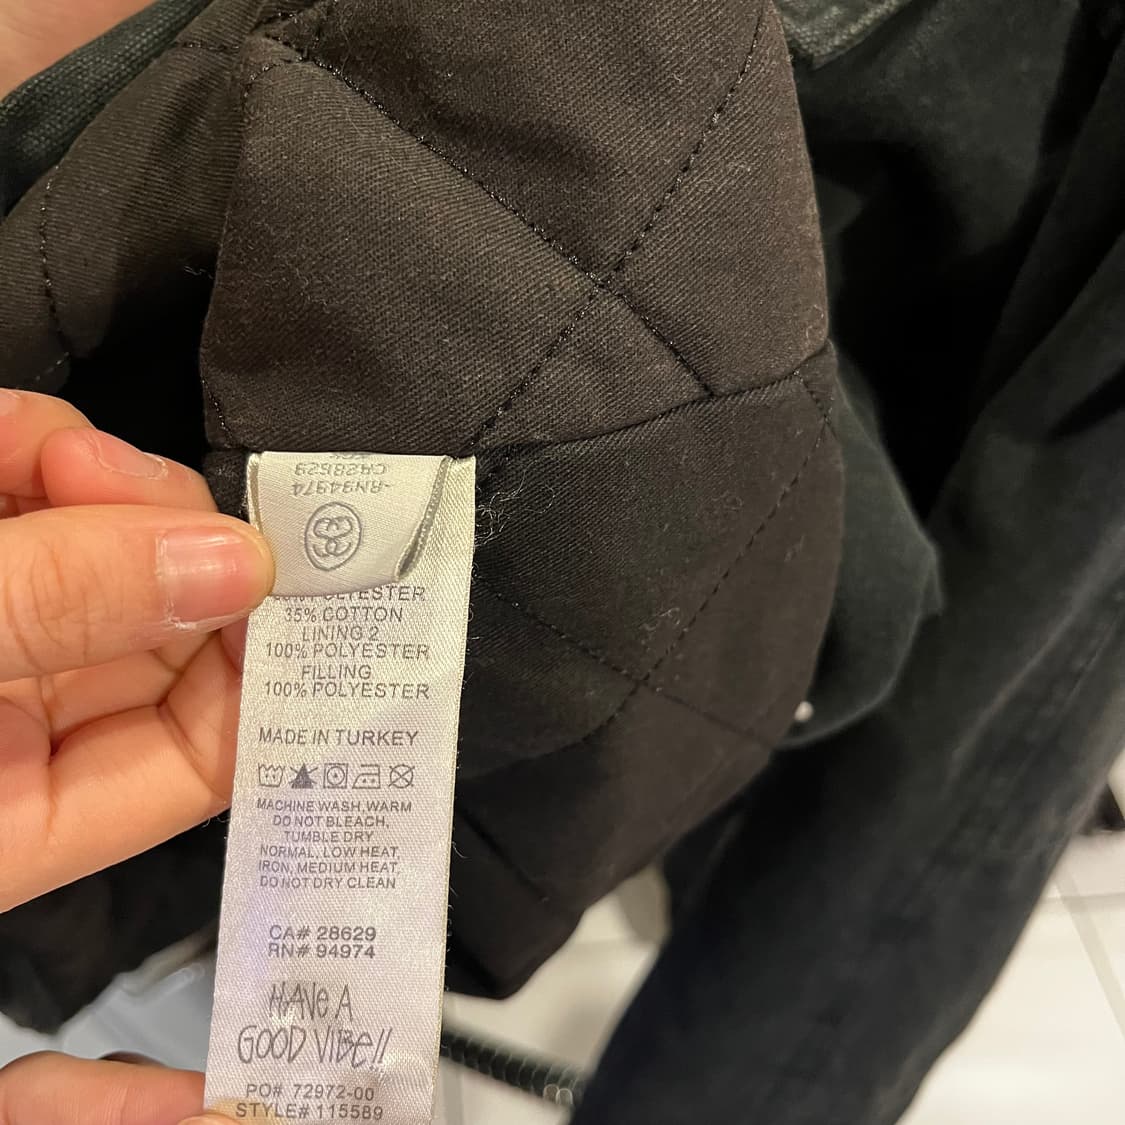 CA28629
-RN94974
POLYESTER
35% COTTON
LINING 2
100% POLYESTER
FILLING
100% POLYESTER
MADE IN TURKEY
MACHINE WASH, WARM
DO NOT BLEACH,
TUMBLE DRY
NORMAL, LOW HEAT
IRON, MEDIUM HEAT,
DO NOT DRY CLEAN
CA# 28629
RN# 94974
HAVE A
GOOD VIBE!!
PO# 72972-00
STYLE# 115589